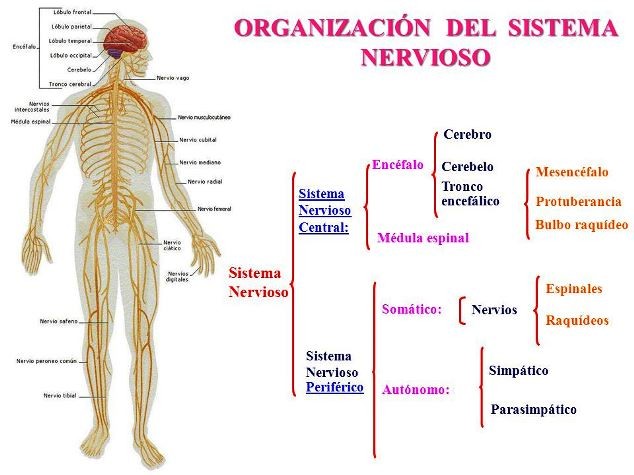 ORGANIZACIÓN DEL SISTEMA
NERVIOSO
Lóbulo frontal
Lóbulo parietal
Lóbulo temporal
Encéfalo
Lóbulo occipital
Cerebelo
Tronco cerebral
Nervio vago
Nervios
intercostales
Médula espinal
Nervio musculocutáneo
Nervio cubital
Nervio mediano
Nervio radial
Nervio femoral
Nervio
ciático
Nervios
digitales
Nervio safeno
Nervio peroneo común
Nervio tibial
Sistema
Nervioso
Sistema
Nervioso
Central:
Encéfalo
Cerebro
Cerebelo
Tronco
encefálico
Mesencéfalo
Protuberancia
Bulbo raquídeo
Médula espinal
Sistema
Nervioso
Periférico
Somático:
Nervios
Espinales
Raquídeos
Autónomo:
Simpático
Parasimpático